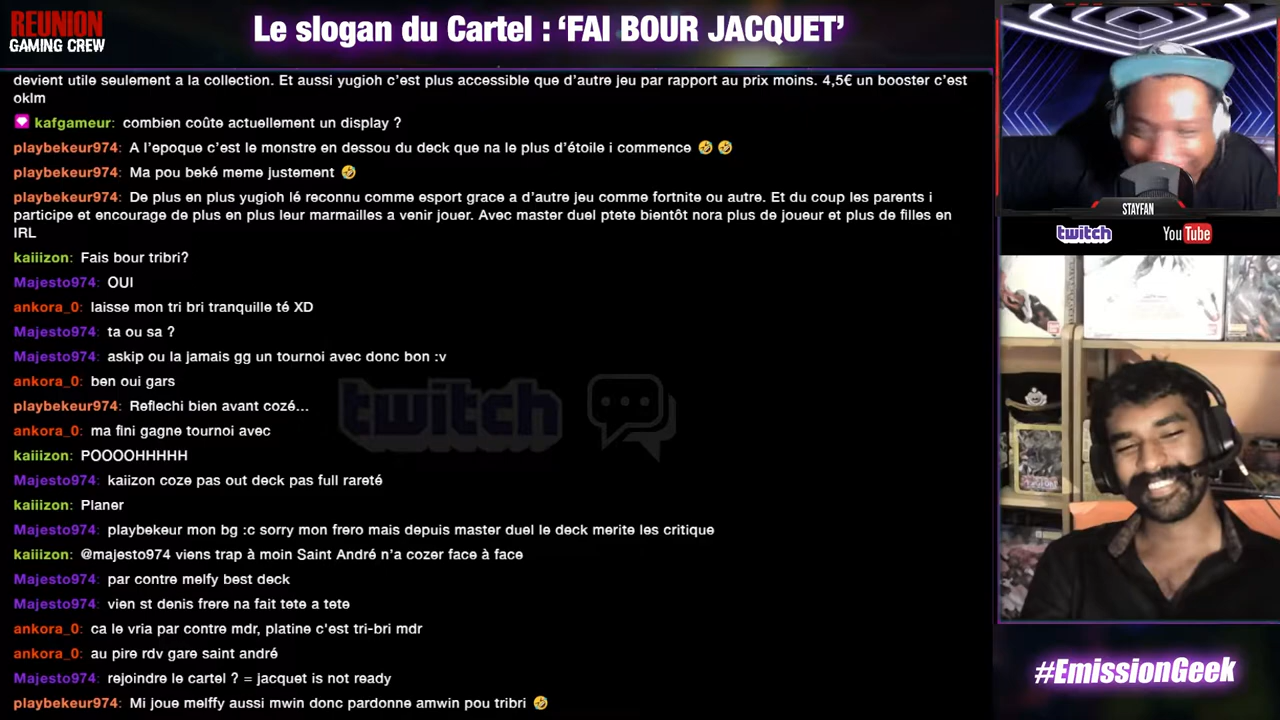 REUNION
GAMING CREW
Le slogan du Cartel : ‘FAI BOUR JACQUET’
devient utile seulement a la collection. Et aussi yugioh c’est plus accessible que d’autre jeu par rapport au prix moins. 4,5€ un booster c’est
oklm
kafgameur: combien coûte actuellement un display ?
playbekeur974: A l’epoque c’est le monstre en dessou du deck que na le plus d’étoile i commence 🤣 🤣
playbekeur974: Ma pou beké meme justement 🤣
playbekeur974: De plus en plus yugioh lé reconnu comme esport grace a d’autre jeu comme fortnite ou autre. Et du coup les parents i
participe et encourage de plus en plus leur marmailles a venir jouer. Avec master duel ptete bientôt nora plus de joueur et plus de filles en
IRL
kaiiizon: Fais bour tribri?
Majesto974: OUI
ankora_0: laisse mon tri bri tranquille té XD
Majesto974: ta ou sa ?
Majesto974: askip ou la jamais gg un tournoi avec donc bon :v
ankora_0: ben oui gars
playbekeur974: Reflechi bien avant cozé...
ankora_0: ma fini gagne tournoi avec
kaiiizon: POOOOHHHHH
Majesto974: kaiizon coze pas out deck pas full rareté
kaiiizon: Planer
Majesto974: playbekeur mon bg :c sorry mon frero mais depuis master duel le deck merite les critique
kaiiizon: @majesto974 viens trap à moin Saint André n’a cozer face à face
Majesto974: par contre melfy best deck
Majesto974: vien st denis frere na fait tete a tete
ankora_0: ca le vria par contre mdr, platine c'est tri-bri mdr
ankora_0: au pire rdv gare saint andré
Majesto974: rejoindre le cartel ? = jacquet is not ready
playbekeur974: Mi joue melffy aussi mwin donc pardonne amwin pou tribri 🤣
twitch
STAYFAN
twitch
YouTube
#EmissionGeek